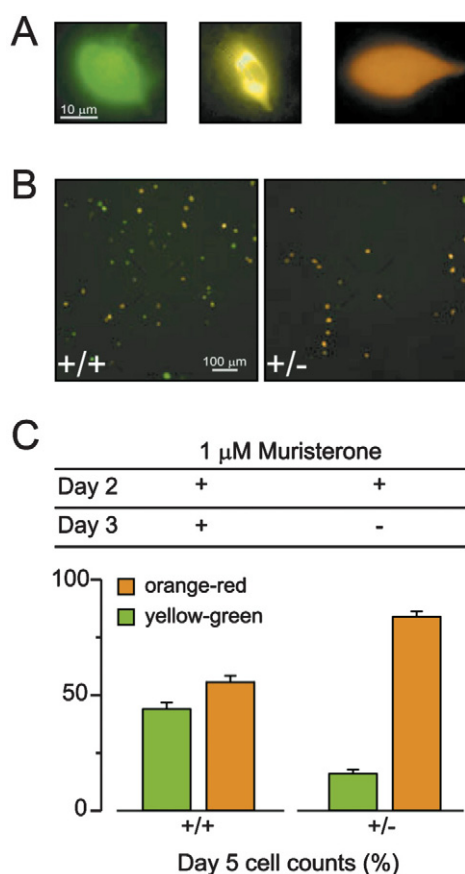 A
10 μm
B
+/+
100 μm
+/-
C
1 μM Muristerone
Day 2 + +
Day 3 + -
100
orange-red
yellow-green
50
0
+/+ +/-
Day 5 cell counts (%)